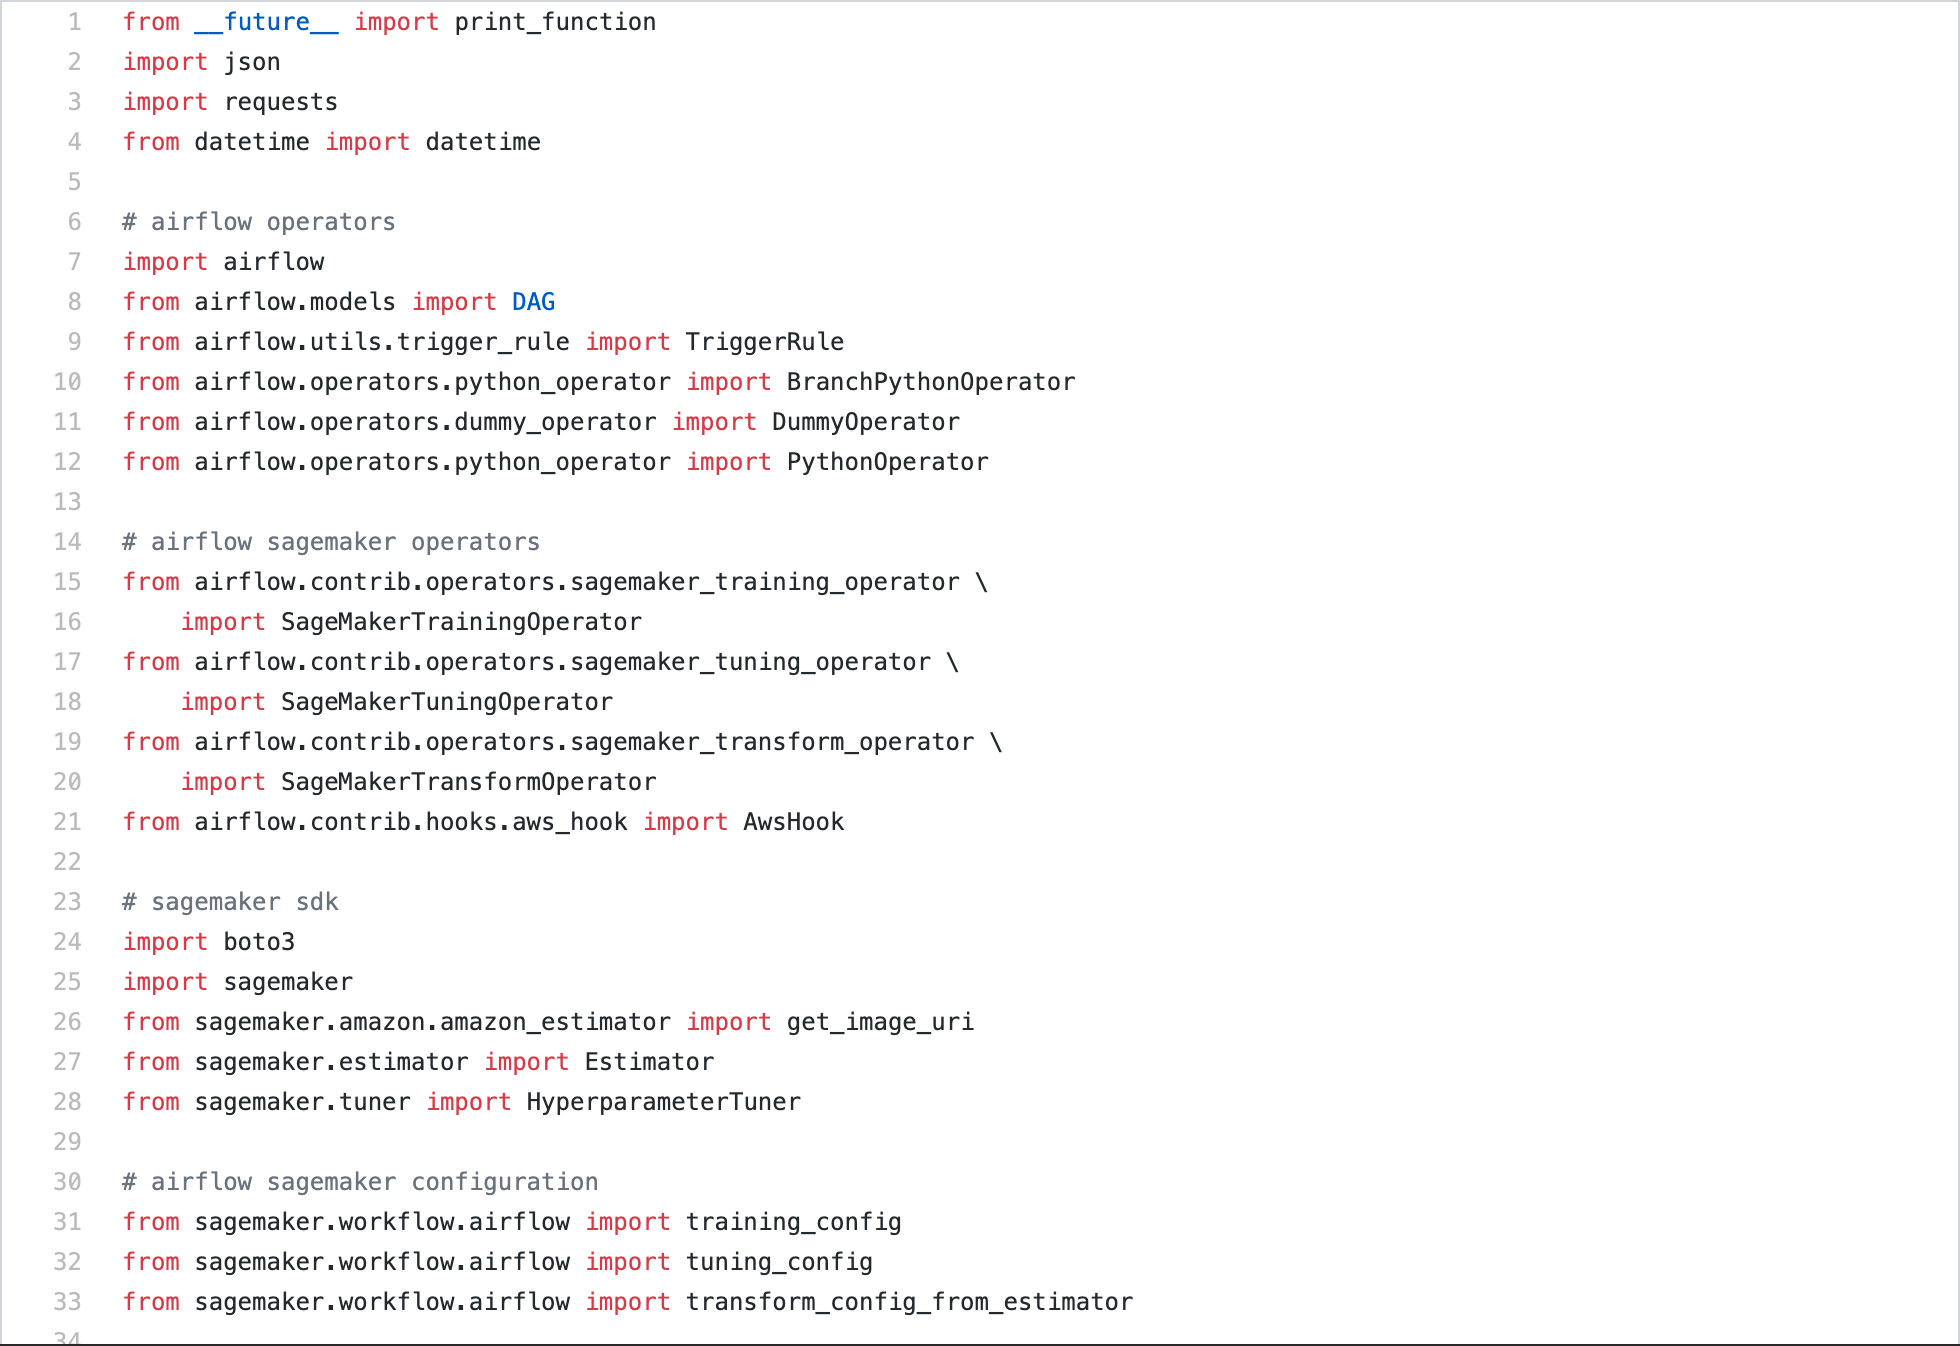 1 from __future__ import print_function
2 import json
3 import requests
4 from datetime import datetime
5
6 # airflow operators
7 import airflow
8 from airflow.models import DAG
9 from airflow.utils.trigger_rule import TriggerRule
10 from airflow.operators.python_operator import BranchPythonOperator
11 from airflow.operators.dummy_operator import DummyOperator
12 from airflow.operators.python_operator import PythonOperator
13
14 # airflow sagemaker operators
15 from airflow.contrib.operators.sagemaker_training_operator \
16     import SageMakerTrainingOperator
17 from airflow.contrib.operators.sagemaker_tuning_operator \
18     import SageMakerTuningOperator
19 from airflow.contrib.operators.sagemaker_transform_operator \
20     import SageMakerTransformOperator
21 from airflow.contrib.hooks.aws_hook import AwsHook
22
23 # sagemaker sdk
24 import boto3
25 import sagemaker
26 from sagemaker.amazon.amazon_estimator import get_image_uri
27 from sagemaker.estimator import Estimator
28 from sagemaker.tuner import HyperparameterTuner
29
30 # airflow sagemaker configuration
31 from sagemaker.workflow.airflow import training_config
32 from sagemaker.workflow.airflow import tuning_config
33 from sagemaker.workflow.airflow import transform_config_from_estimator
34